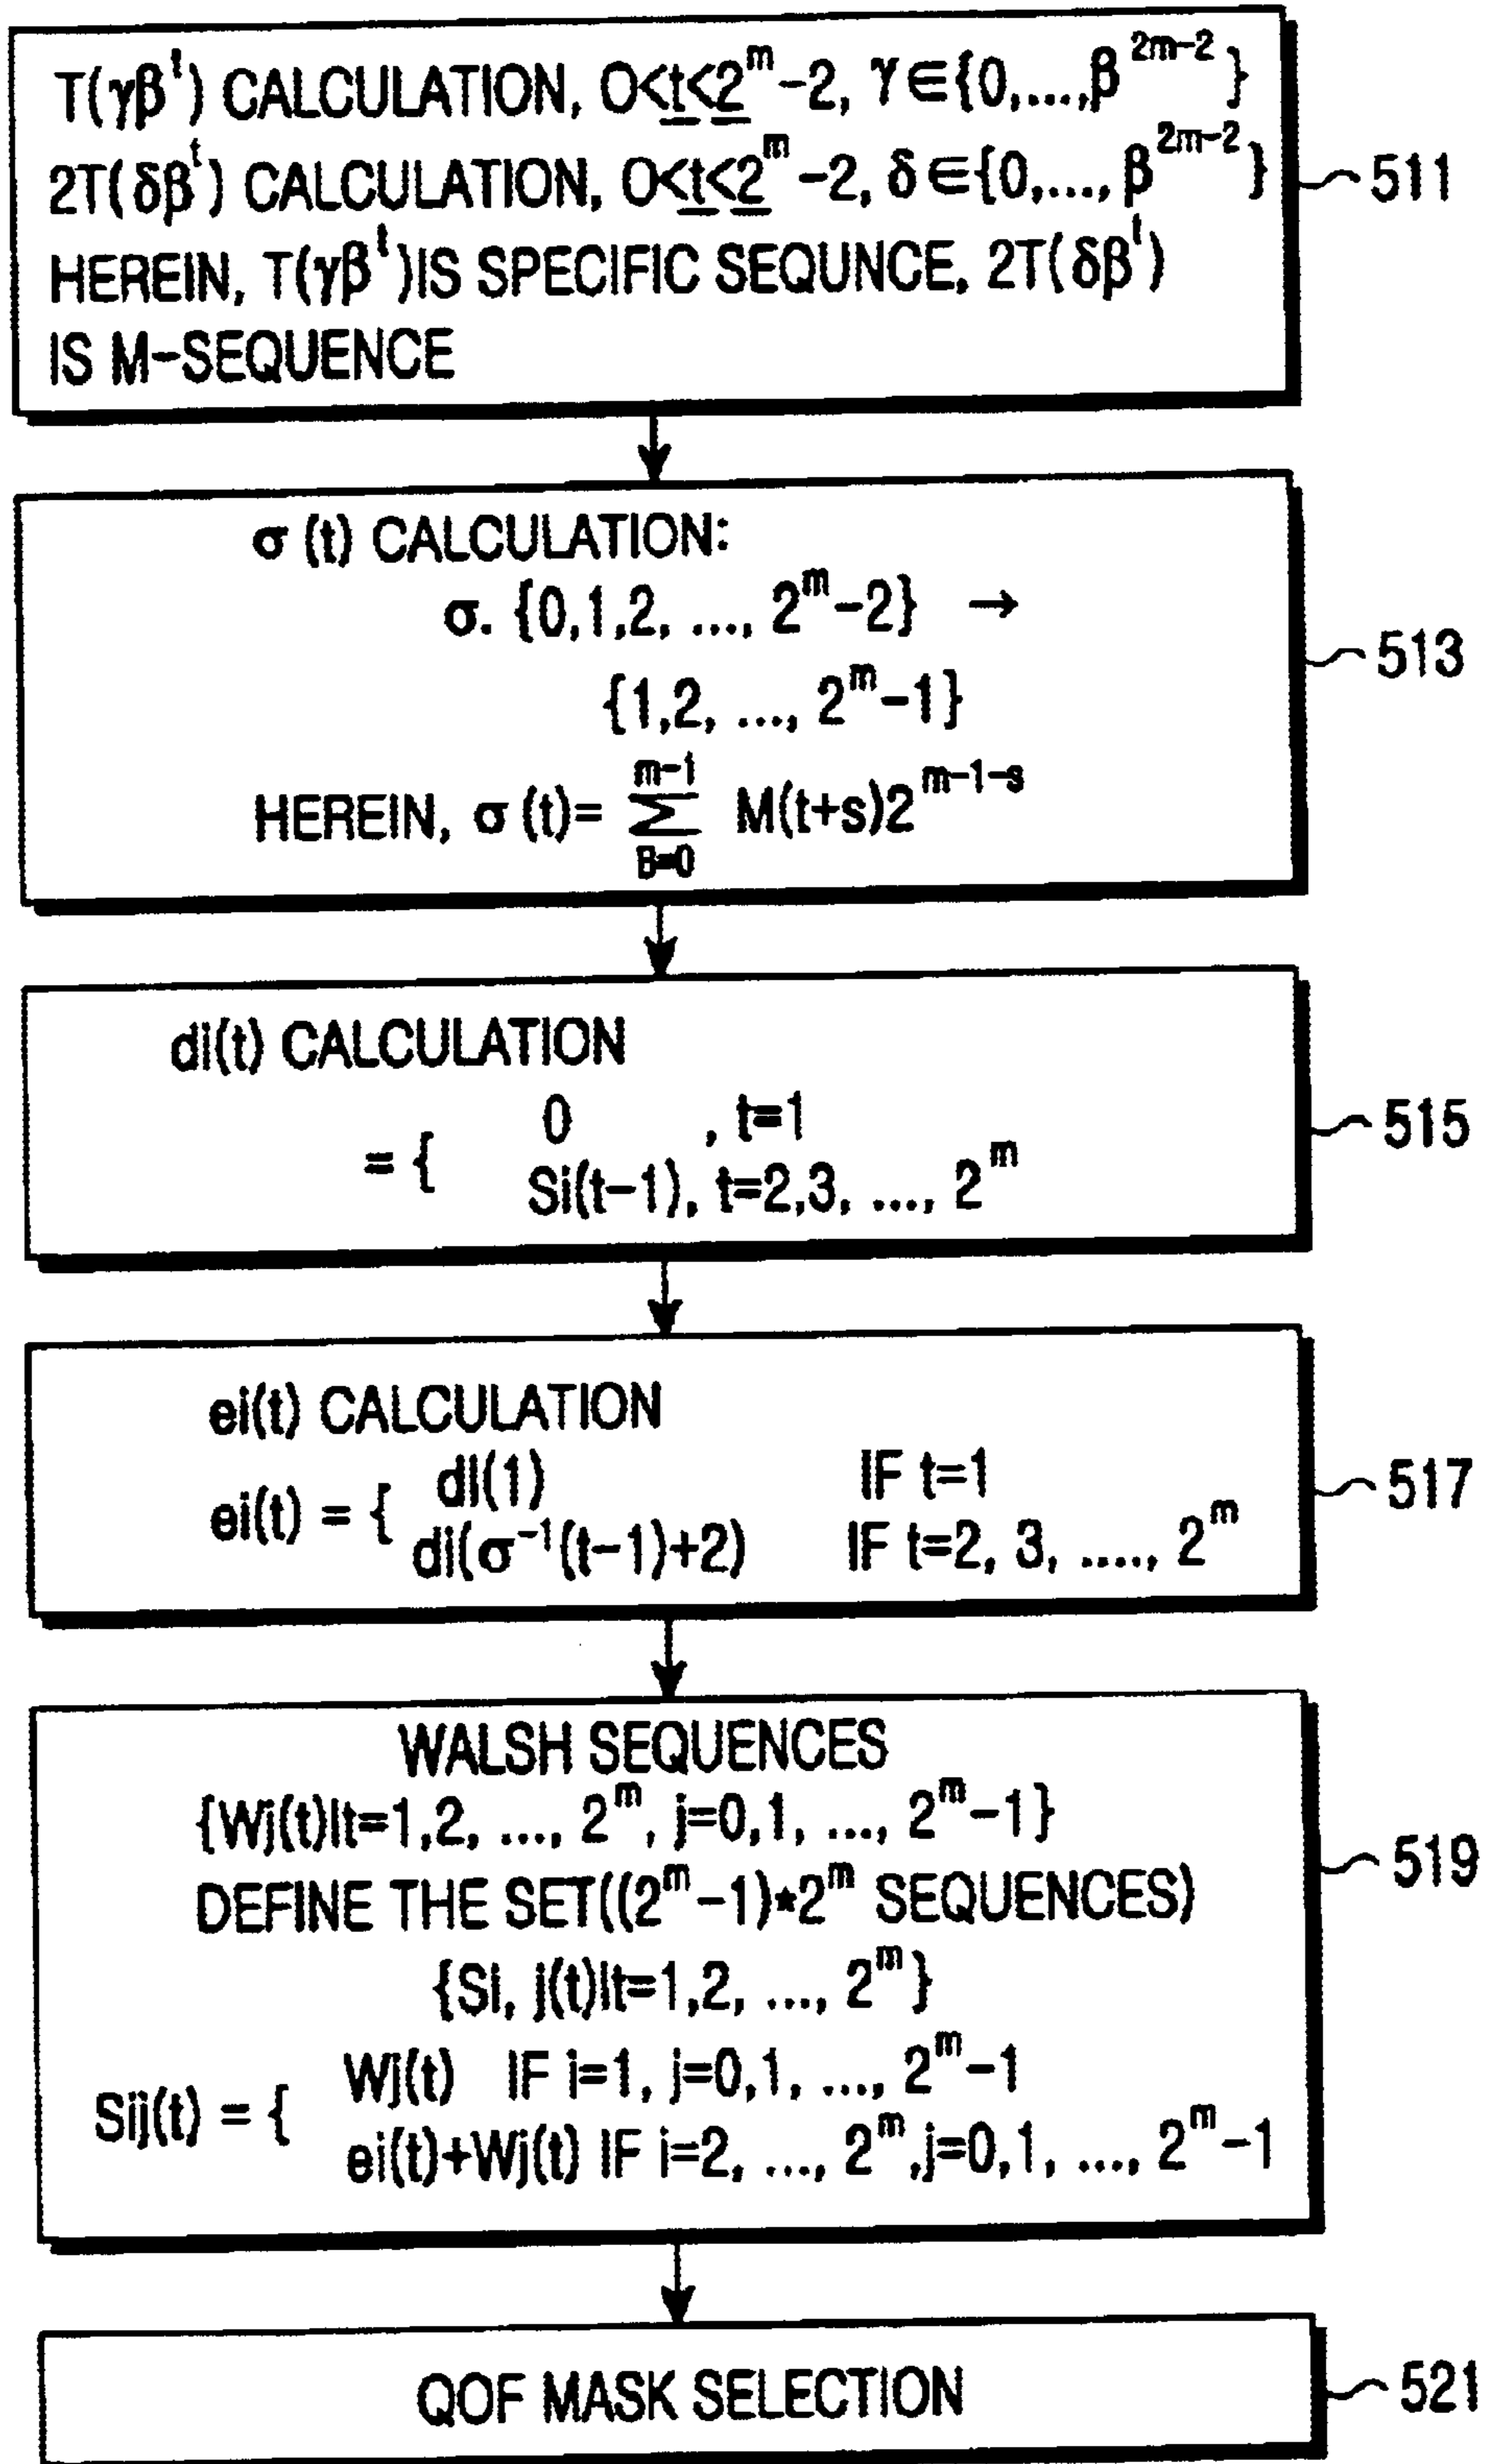 T(γβ^t) CALCULATION, 0<t≤2^m-2, γ∈{0,...,β^2m-2}
2T(δβ^t) CALCULATION, 0<t≤2^m-2, δ∈{0,..., β^2m-2}
HEREIN, T(γβ^t)IS SPECIFIC SEQUNCE, 2T(δβ^t)
IS M-SEQUENCE
511
σ (t) CALCULATION:
σ. {0,1,2, ..., 2^m-2} →
{1,2, ..., 2^m-1}
513
m-1
HEREIN, σ (t)= Σ M(t+s)2^m-1-s
B=0
di(t) CALCULATION
0 , t=1
= {
Si(t-1), t=2,3, ..., 2^m
515
ei(t) CALCULATION
di(1) IF t=1
ei(t) = {
di(σ^-1(t-1)+2) IF t=2, 3, ...., 2^m
517
WALSH SEQUENCES
{Wj(t)|t=1,2, ..., 2^m, j=0,1, ..., 2^m-1}
DEFINE THE SET((2^m-1)*2^m SEQUENCES)
519
{Si, j(t)|t=1,2, ..., 2^m}
Wj(t) IF i=1, j=0,1, ..., 2^m-1
Sij(t) = {
ei(t)+Wj(t) IF i=2, ..., 2^m,j=0,1, ..., 2^m-1
QOF MASK SELECTION
521